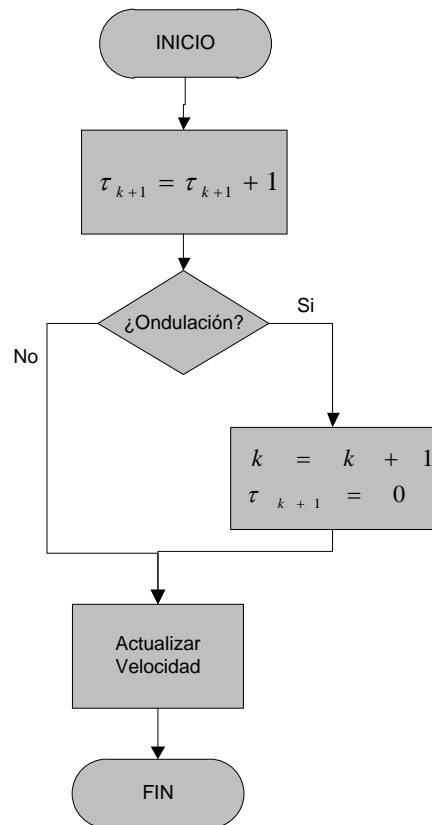 INICIO
τ k+1 = τ k+1 + 1
¿Ondulación?
Si
No
k = k + 1
τ k + 1 = 0
Actualizar
Velocidad
FIN